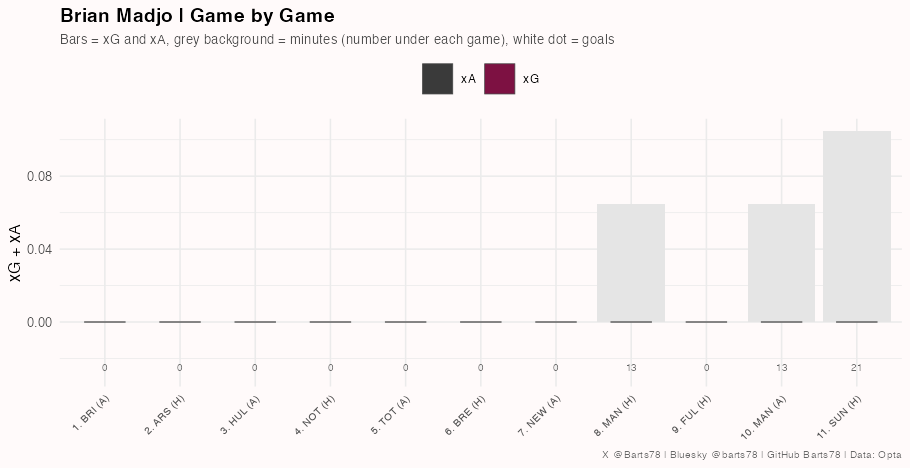 Brian Madjo | Game by Game
Bars = xG and xA, grey background = minutes (number under each game), white dot = goals
xA xG
xG + xA
0.08
0.04
0.00
0 0 0 0 0 0 0 13 0 13 21
1. BRI (A) 2. ARS (H) 3. HUL (A) 4. NOT (H) 5. TOT (A) 6. BRE (H) 7. NEW (A) 8. MAN (H) 9. FUL (H) 10. MAN (A) 11. SUN (H)
X @Barts78 | Bluesky @barts78 | GitHub Barts78 | Data: Opta